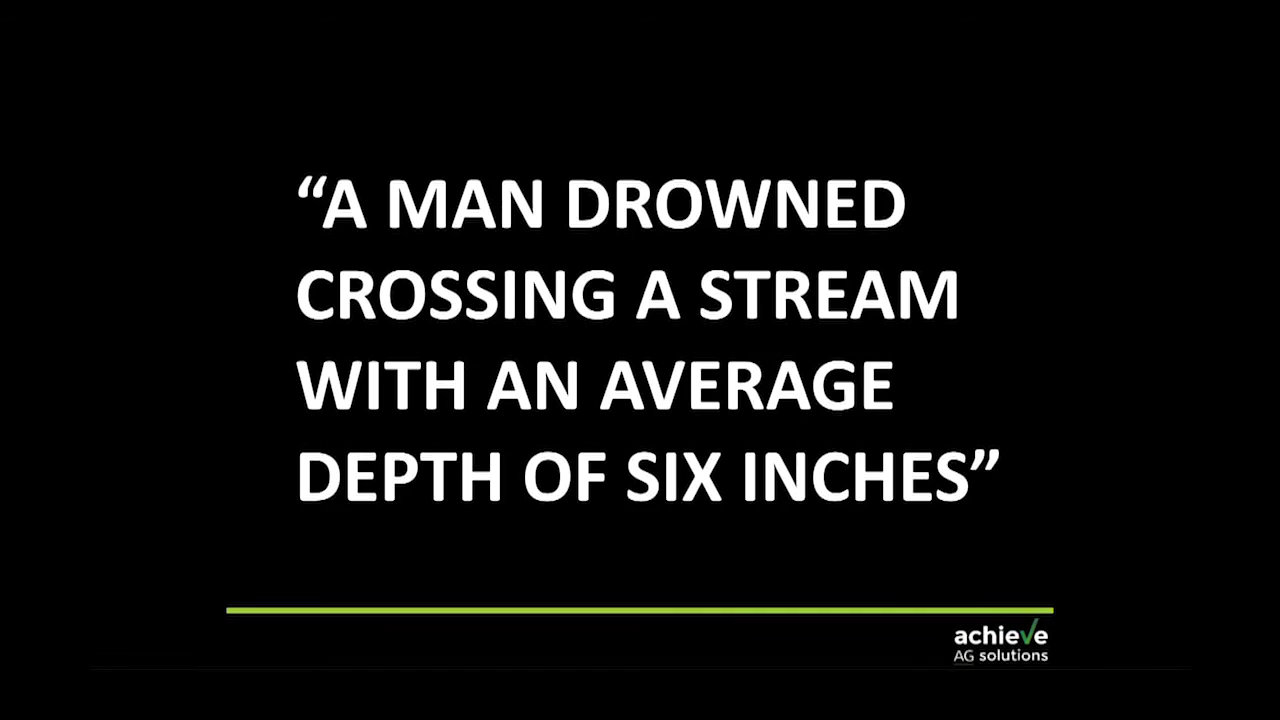 “A MAN DROWNED
CROSSING A STREAM
WITH AN AVERAGE
DEPTH OF SIX INCHES”
achieve
AG solutions